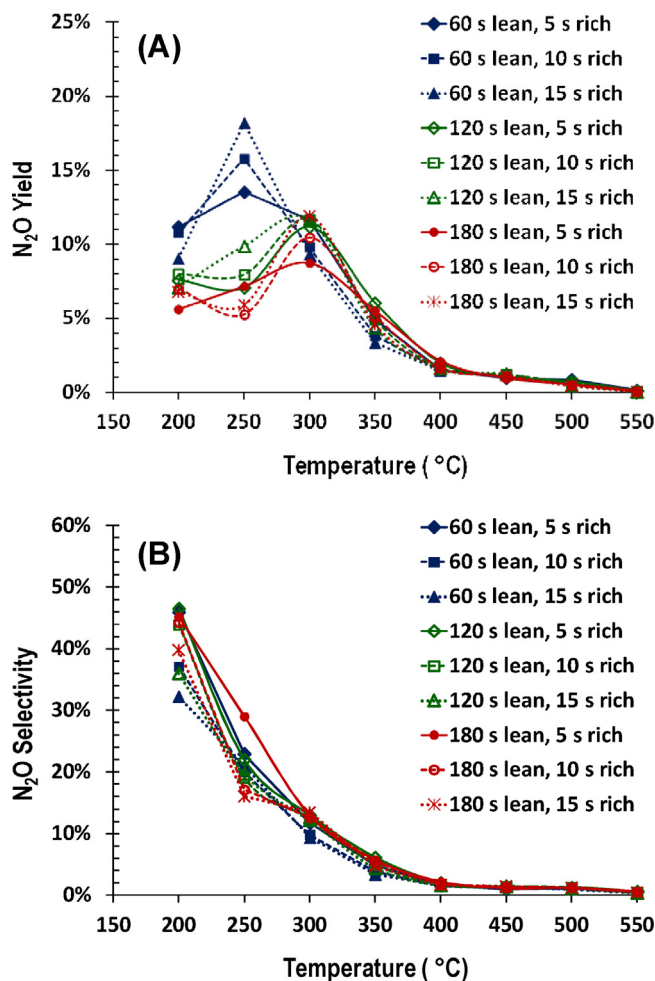 (A)
25%
20%
15%
10%
5%
0%
N₂O Yield
60 s lean, 5 s rich
60 s lean, 10 s rich
60 s lean, 15 s rich
120 s lean, 5 s rich
120 s lean, 10 s rich
120 s lean, 15 s rich
180 s lean, 5 s rich
180 s lean, 10 s rich
180 s lean, 15 s rich
150 200 250 300 350 400 450 500 550
Temperature ( °C)
(B)
60%
50%
40%
30%
20%
10%
0%
N₂O Selectivity
60 s lean, 5 s rich
60 s lean, 10 s rich
60 s lean, 15 s rich
120 s lean, 5 s rich
120 s lean, 10 s rich
120 s lean, 15 s rich
180 s lean, 5 s rich
180 s lean, 10 s rich
180 s lean, 15 s rich
100 150 200 250 300 350 400 450 500 550
Temperature ( °C)